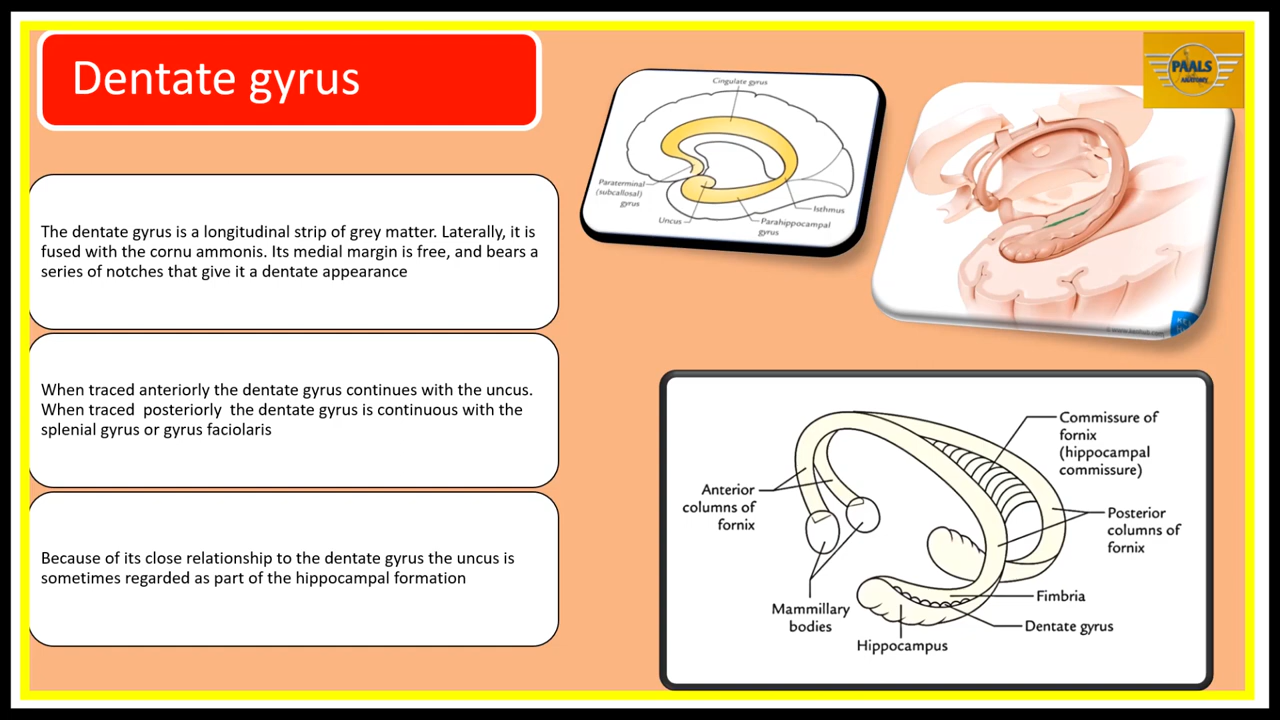 Dentate gyrus
The dentate gyrus is a longitudinal strip of grey matter. Laterally, it is
fused with the cornu ammonis. Its medial margin is free, and bears a
series of notches that give it a dentate appearance
When traced anteriorly the dentate gyrus continues with the uncus.
When traced  posteriorly  the dentate gyrus is continuous with the
splenial gyrus or gyrus faciolaris
Because of its close relationship to the dentate gyrus the uncus is
sometimes regarded as part of the hippocampal formation
Cingulate gyrus
Paraterminal
(subcallosal)
gyrus
Uncus
Isthmus
Parahippocampal
gyrus
PAALS
ANATOMY
© www.kenhub.com
Commissure of
fornix
(hippocampal
commissure)
Anterior
columns of
fornix
Posterior
columns of
fornix
Mammillary
bodies
Fimbria
Dentate gyrus
Hippocampus